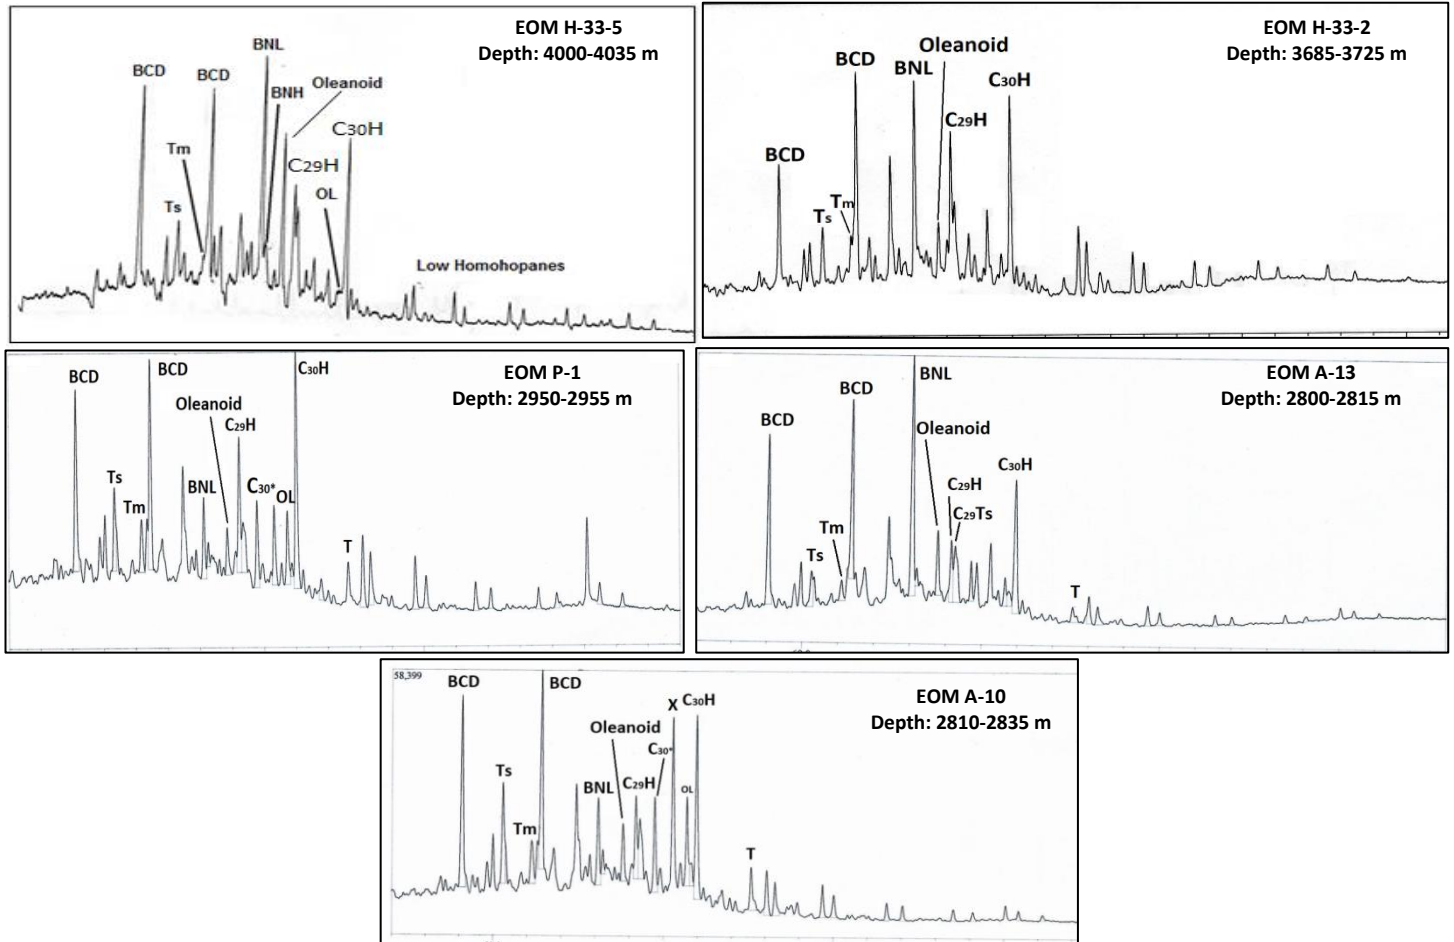 EOM H-33-5
Depth: 4000-4035 m
BNL
BCD
BCD
Oleanoid
BNH
C30H
Tm
C29H
OL
Ts
Low Homohopanes
EOM H-33-2
Depth: 3685-3725 m
Oleanoid
BCD
BNL
C30H
C29H
BCD
Tm
Ts
EOM P-1
Depth: 2950-2955 m
BCD
BCD
C30H
Oleanoid
C29H
Ts
BNL
C30*
OL
Tm
T
EOM A-13
Depth: 2800-2815 m
BNL
BCD
BCD
Oleanoid
C30H
C29H
C29Ts
Tm
Ts
T
58,399
EOM A-10
Depth: 2810-2835 m
BCD
BCD
X
C30H
Oleanoid
C30*
Ts
BNL
C29H
OL
Tm
T